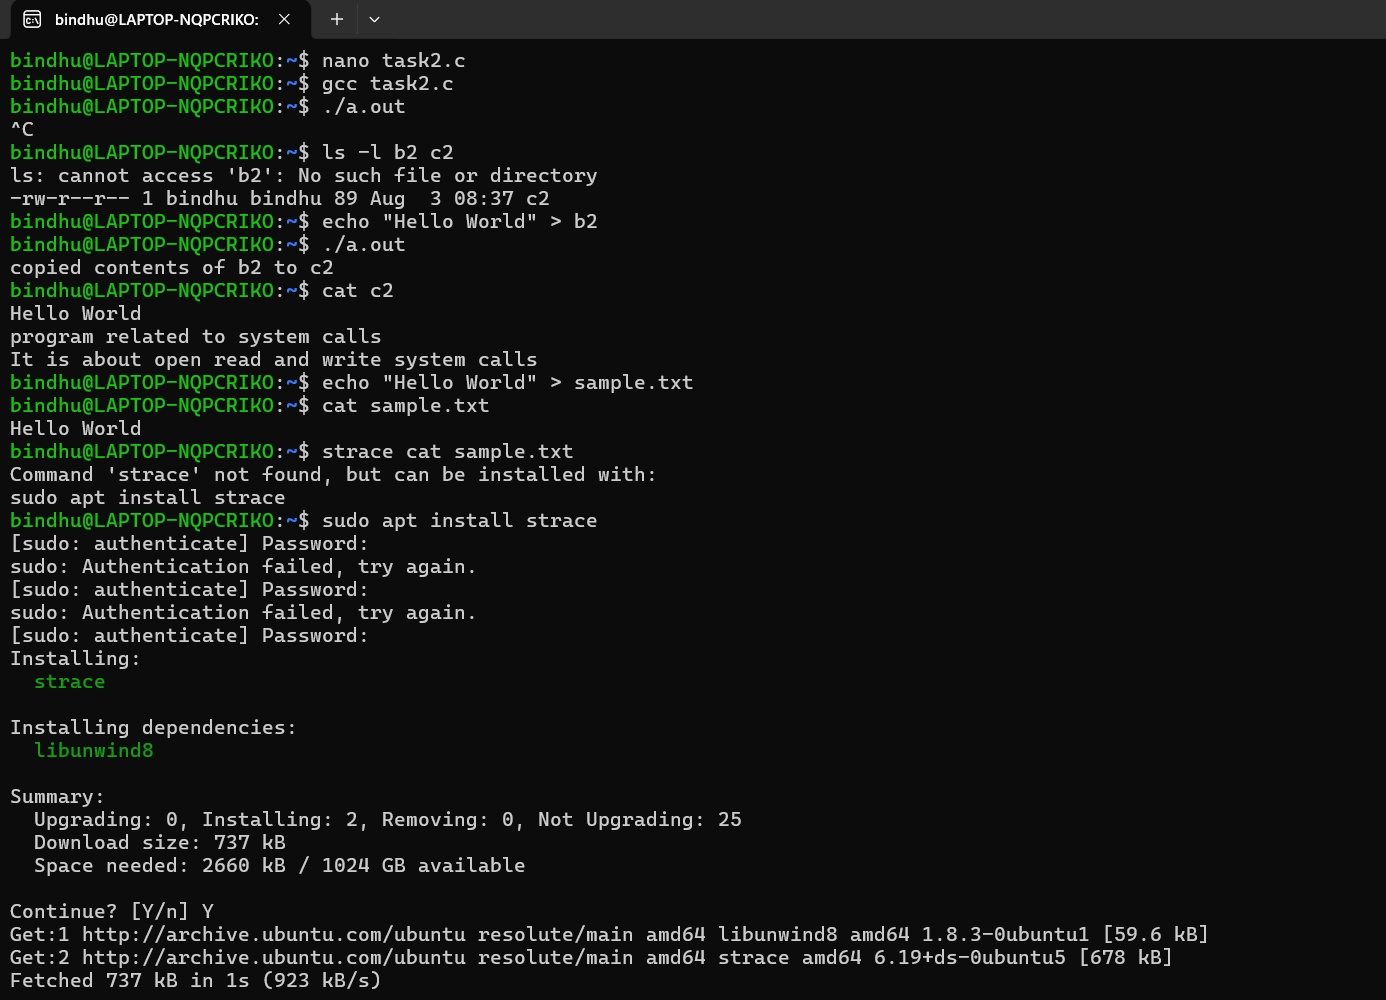 bindhu@LAPTOP-NQPCRIKO:
bindhu@LAPTOP-NQPCRIKO:~$ nano task2.c
bindhu@LAPTOP-NQPCRIKO:~$ gcc task2.c
bindhu@LAPTOP-NQPCRIKO:~$ ./a.out
^C
bindhu@LAPTOP-NQPCRIKO:~$ ls -l b2 c2
ls: cannot access 'b2': No such file or directory
-rw-r--r-- 1 bindhu bindhu 89 Aug  3 08:37 c2
bindhu@LAPTOP-NQPCRIKO:~$ echo "Hello World" > b2
bindhu@LAPTOP-NQPCRIKO:~$ ./a.out
copied contents of b2 to c2
bindhu@LAPTOP-NQPCRIKO:~$ cat c2
Hello World
program related to system calls
It is about open read and write system calls
bindhu@LAPTOP-NQPCRIKO:~$ echo "Hello World" > sample.txt
bindhu@LAPTOP-NQPCRIKO:~$ cat sample.txt
Hello World
bindhu@LAPTOP-NQPCRIKO:~$ strace cat sample.txt
Command 'strace' not found, but can be installed with:
sudo apt install strace
bindhu@LAPTOP-NQPCRIKO:~$ sudo apt install strace
[sudo: authenticate] Password:
sudo: Authentication failed, try again.
[sudo: authenticate] Password:
sudo: Authentication failed, try again.
[sudo: authenticate] Password:
Installing:
  strace

Installing dependencies:
  libunwind8

Summary:
  Upgrading: 0, Installing: 2, Removing: 0, Not Upgrading: 25
  Download size: 737 kB
  Space needed: 2660 kB / 1024 GB available

Continue? [Y/n] Y
Get:1 http://archive.ubuntu.com/ubuntu resolute/main amd64 libunwind8 amd64 1.8.3-0ubuntu1 [59.6 kB]
Get:2 http://archive.ubuntu.com/ubuntu resolute/main amd64 strace amd64 6.19+ds-0ubuntu5 [678 kB]
Fetched 737 kB in 1s (923 kB/s)